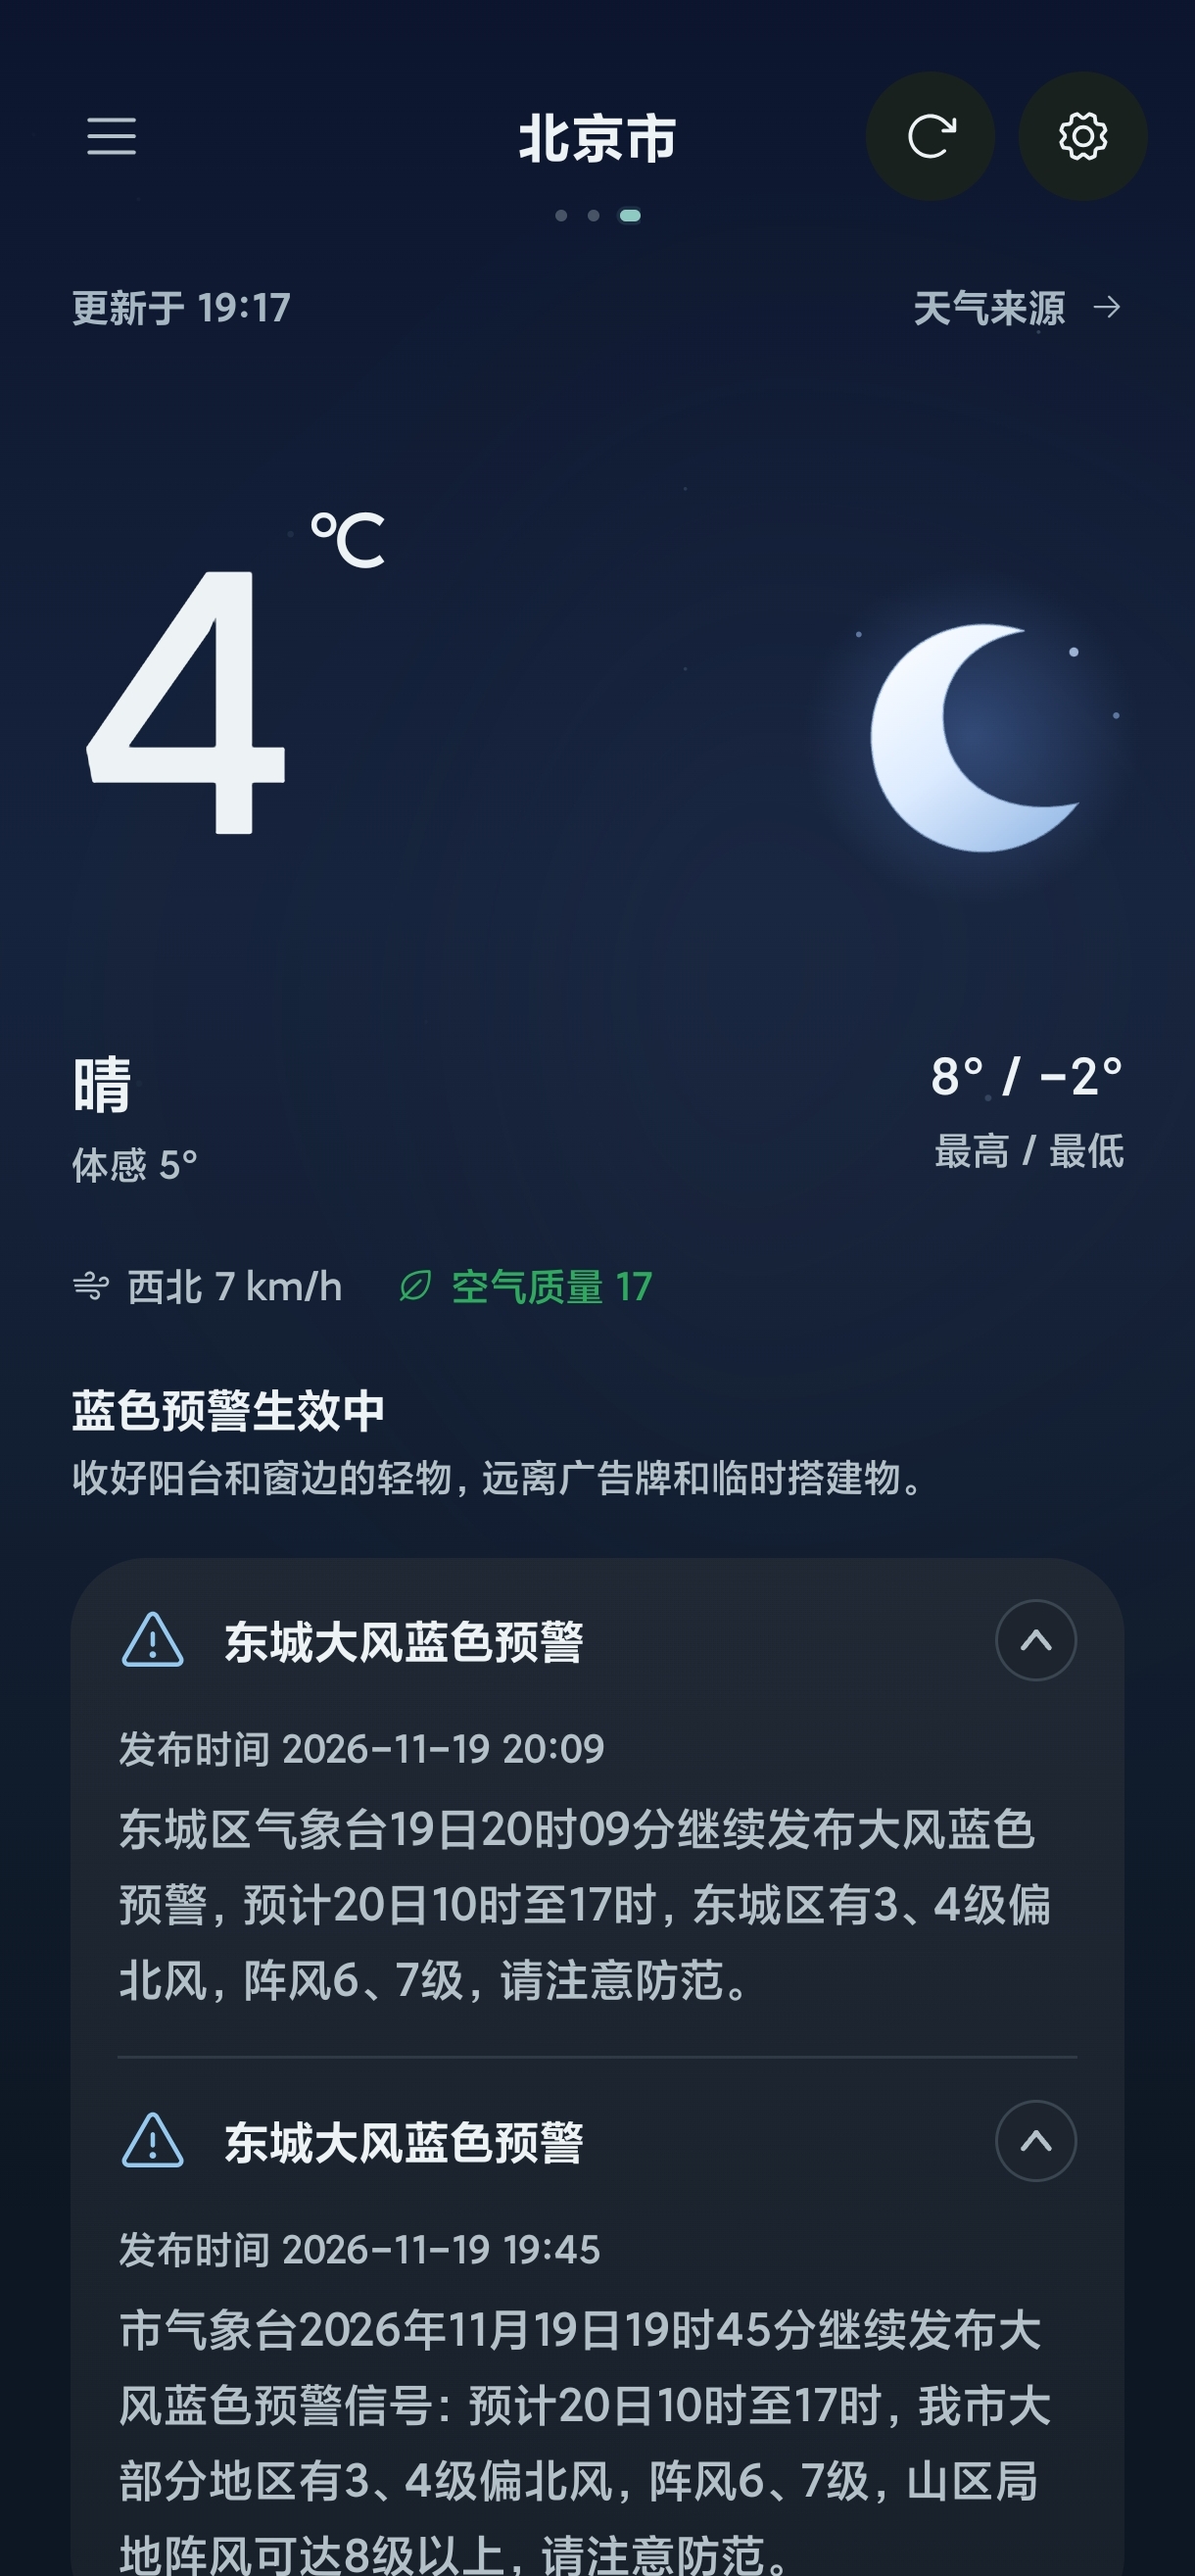 北京市
更新于 19:17
天气来源
4
℃
晴
体感 5°
8° / -2°
最高 / 最低
西北 7 km/h
空气质量 17
蓝色预警生效中
收好阳台和窗边的轻物，远离广告牌和临时搭建物。
东城大风蓝色预警
发布时间 2026-11-19 20:09
东城区气象台19日20时09分继续发布大风蓝色
预警，预计20日10时至17时，东城区有3、4级偏
北风，阵风6、7级，请注意防范。
东城大风蓝色预警
发布时间 2026-11-19 19:45
市气象台2026年11月19日19时45分继续发布大
风蓝色预警信号：预计20日10时至17时，我市大
部分地区有3、4级偏北风，阵风6、7级，山区局
地阵风可达8级以上，请注意防范。